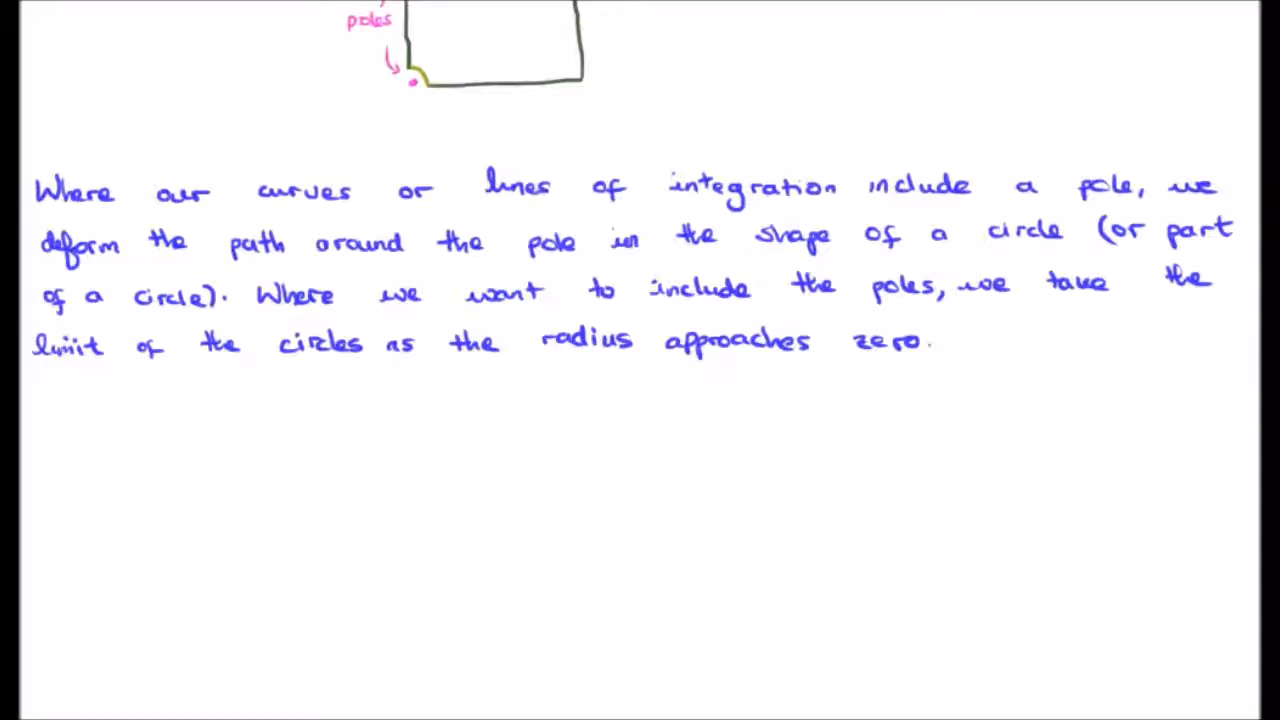 poles
Where our curves or lines of integration include a pole, we
deform the path around the pole in the shape of a circle (or part
of a circle). Where we want to include the poles, we take the
limit of the circles as the radius approaches zero.